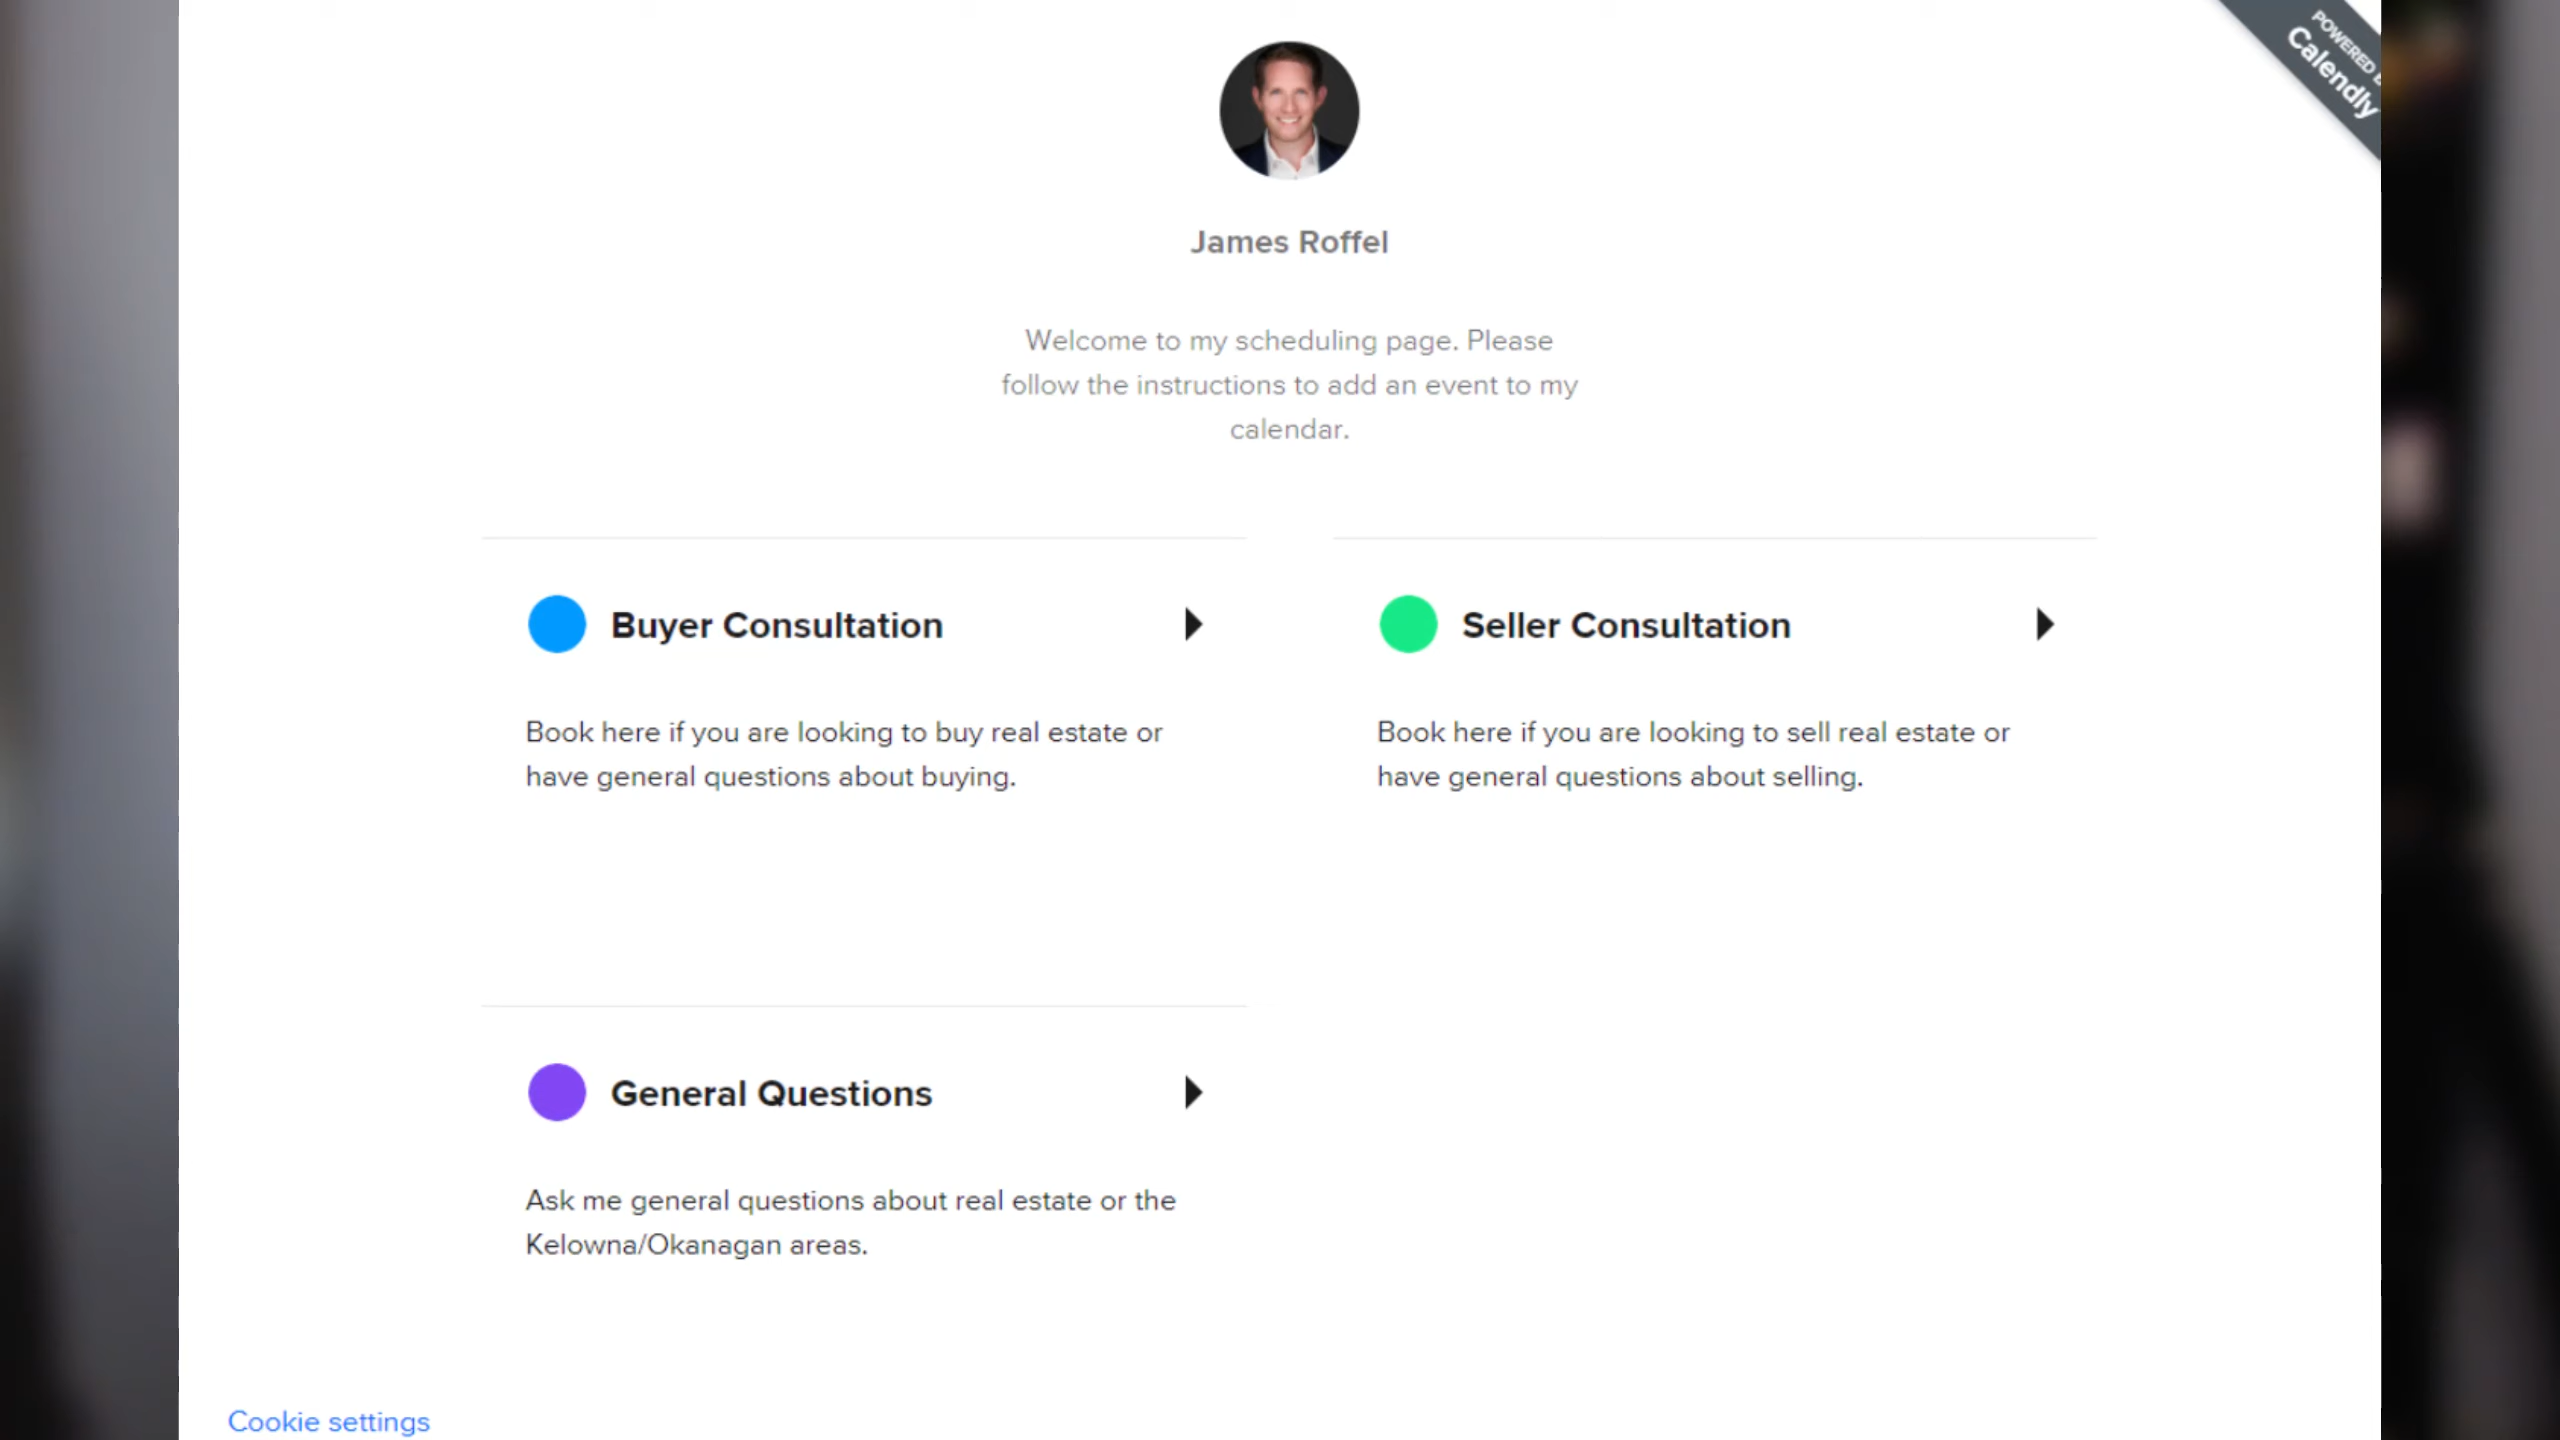 POWERED
Calendly
James Roffel
Welcome to my scheduling page. Please
follow the instructions to add an event to my
calendar.
Buyer Consultation
Book here if you are looking to buy real estate or
have general questions about buying.
Seller Consultation
Book here if you are looking to sell real estate or
have general questions about selling.
General Questions
Ask me general questions about real estate or the
Kelowna/Okanagan areas.
Cookie settings